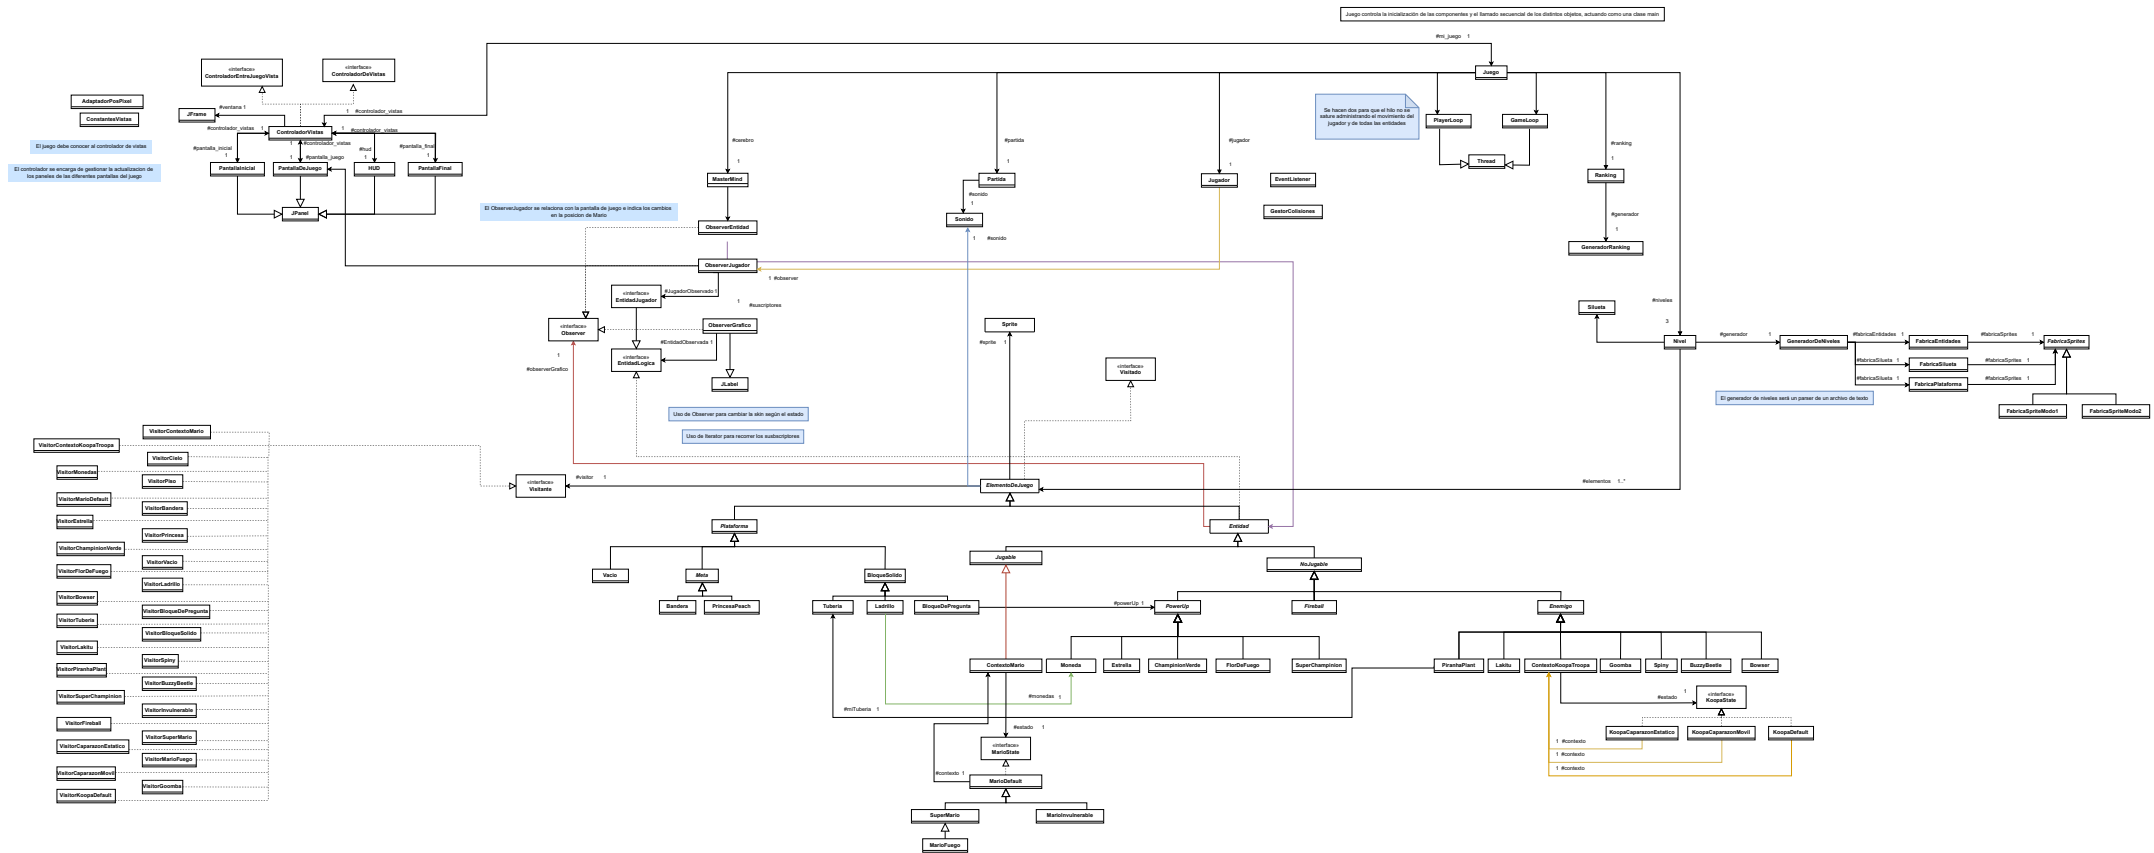 Juego controla la inicialización de las componentes y el llamado secuencial de los distintos objetos, actuando como una clase main
#mi_juego 1
«interface»
ControladorEntreJuegoVista
«interface»
ControladorDeVistas
Juego
AdaptadorPosPixel
ConstantesVistas
JFrame
#ventana 1
1 #controlador_vistas
#controlador_vistas 1
ControladorVistas
1 #controlador_vistas
1 #controlador_vistas
El juego debe conocer al controlador de vistas
#pantalla_inicial
1
1 #pantalla_juego
#hud
1
#pantalla_final
1
El controlador se encarga de gestionar la actualizacion de
los paneles de las diferentes pantallas del juego
PantallaInicial
PantallaDeJuego
HUD
PantallaFinal
JPanel
Se hacen dos para que el hilo no se
sature administrando el movimiento del
jugador y de todas las entidades
PlayerLoop
GameLoop
Thread
#cerebro
1
#partida
1
#jugador
1
#ranking
1
MasterMind
Partida
Jugador
EventListener
Ranking
#sonido
1
GestorColisiones
#generador
1
El ObserverJugador se relaciona con la pantalla de juego e indica los cambios
en la posicion de Mario
Sonido
1 #sonido
ObserverEntidad
GeneradorRanking
ObserverJugador
1 #observer
«interface»
EntidadJugador
#JugadorObservado 1
1
#suscriptores
#niveles
3
Silueta
«interface»
Observer
ObserverGrafico
Sprite
#sprite 1
1
#observerGrafico
#EntidadObservada 1
«interface»
EntidadLogica
JLabel
«interface»
Visitado
Nivel
#generador 1
GeneradorDeNiveles
#fabricaEntidades 1
FabricaEntidades
#fabricaSprites 1
FabricaSprites
#fabricaSilueta 1
FabricaSilueta
#fabricaSprites 1
#fabricaSilueta 1
FabricaPlataforma
#fabricaSprites 1
El generador de niveles será un parser de un archivo de texto
FabricaSpriteModo1
FabricaSpriteModo2
Uso de Observer para cambiar la skin según el estado
Uso de Iterator para recorrer los susbscriptores
VisitorContextoMario
VisitorContextoKoopaTroopa
VisitorCielo
VisitorMonedas
VisitorPiso
VisitorMarioDefault
VisitorBandera
VisitorEstrella
VisitorPrincesa
VisitorChampinionVerde
VisitorVacio
VisitorFlorDeFuego
VisitorLadrillo
VisitorBowser
VisitorBloqueDePregunta
VisitorTuberia
VisitorBloqueSolido
VisitorLakitu
VisitorSpiny
VisitorPiranhaPlant
VisitorBuzzyBeetle
VisitorSuperChampinion
VisitorInvulnerable
VisitorFireball
VisitorSuperMario
VisitorCaparazonEstatico
VisitorMarioFuego
VisitorCaparazonMovil
VisitorGoomba
VisitorKoopaDefault
«interface»
Visitante
#visitor 1
ElementoDeJuego
#elementos 1..*
Plataforma
Entidad
Jugable
NoJugable
Vacio
Meta
BloqueSolido
Bandera
PrincesaPeach
Tuberia
Ladrillo
BloqueDePregunta
#powerUp 1
PowerUp
Fireball
Enemigo
ContextoMario
Moneda
Estrella
ChampinionVerde
FlorDeFuego
SuperChampinion
PiranhaPlant
Lakitu
ContextoKoopaTroopa
Goomba
Spiny
BuzzyBeetle
Bowser
#monedas 1
#miTuberia 1
#estado
1
«interface»
KoopaState
#estado 1
KoopaCaparazonEstatico
KoopaCaparazonMovil
KoopaDefault
1 #contexto
1 #contexto
1 #contexto
«interface»
MarioState
#contexto 1
MarioDefault
SuperMario
MarioInvulnerable
MarioFuego